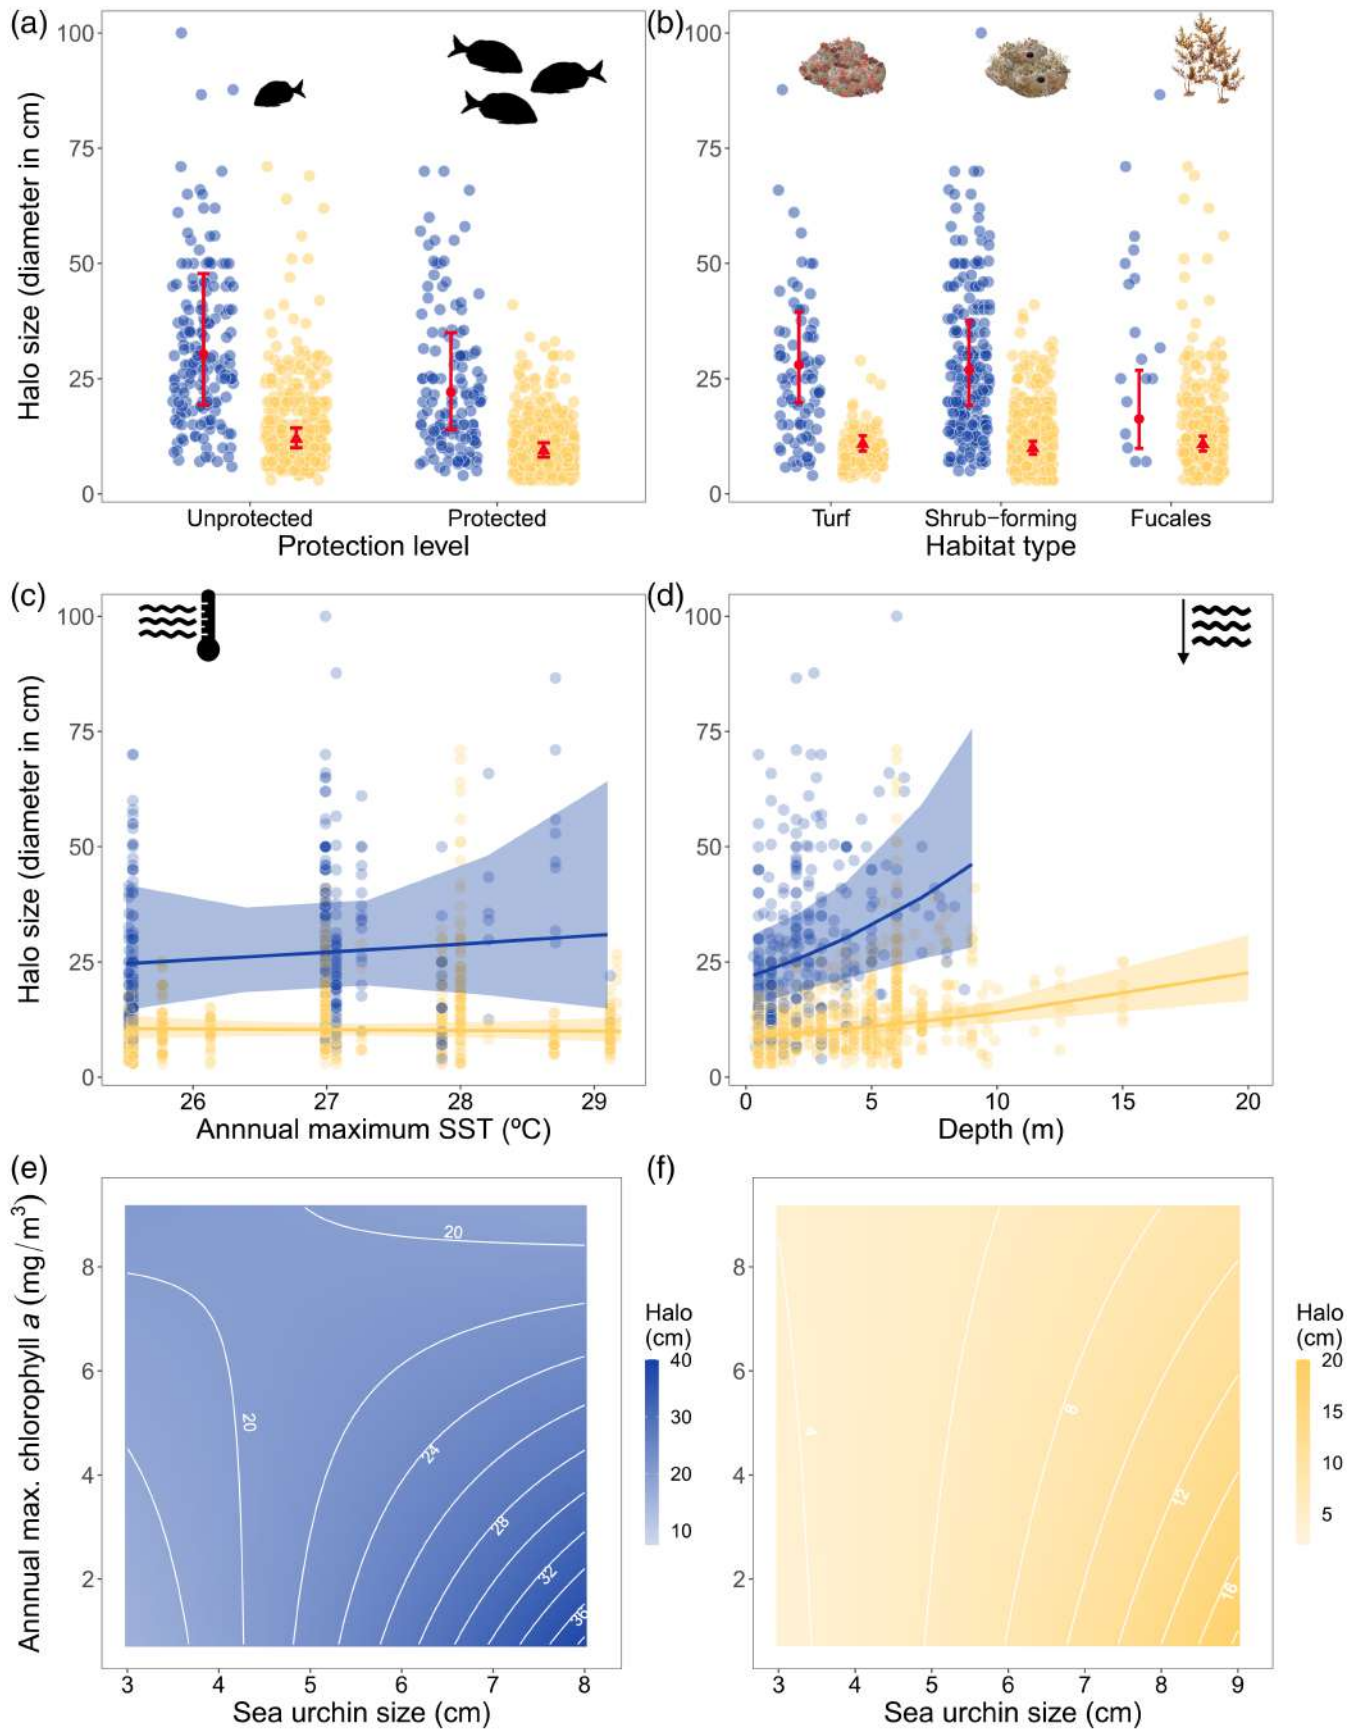 (a)
Halo size (diameter in cm)
100
75
50
25
0
Unprotected
Protected
Protection level
(b)
100
75
50
25
0
Turf
Shrub-forming
Fucales
Habitat type
(c)
Halo size (diameter in cm)
100
75
50
25
0
26
27
28
29
Annnual maximum SST (ºC)
(d)
100
75
50
25
0
0
5
10
15
20
Depth (m)
(e)
Annnual max. chlorophyll a (mg/m³)
8
6
4
2
20
20
24
28
32
36
3
4
5
6
7
8
Sea urchin size (cm)
Halo
(cm)
40
30
20
10
(f)
8
6
4
2
4
8
12
16
3
4
5
6
7
8
9
Sea urchin size (cm)
Halo
(cm)
20
15
10
5